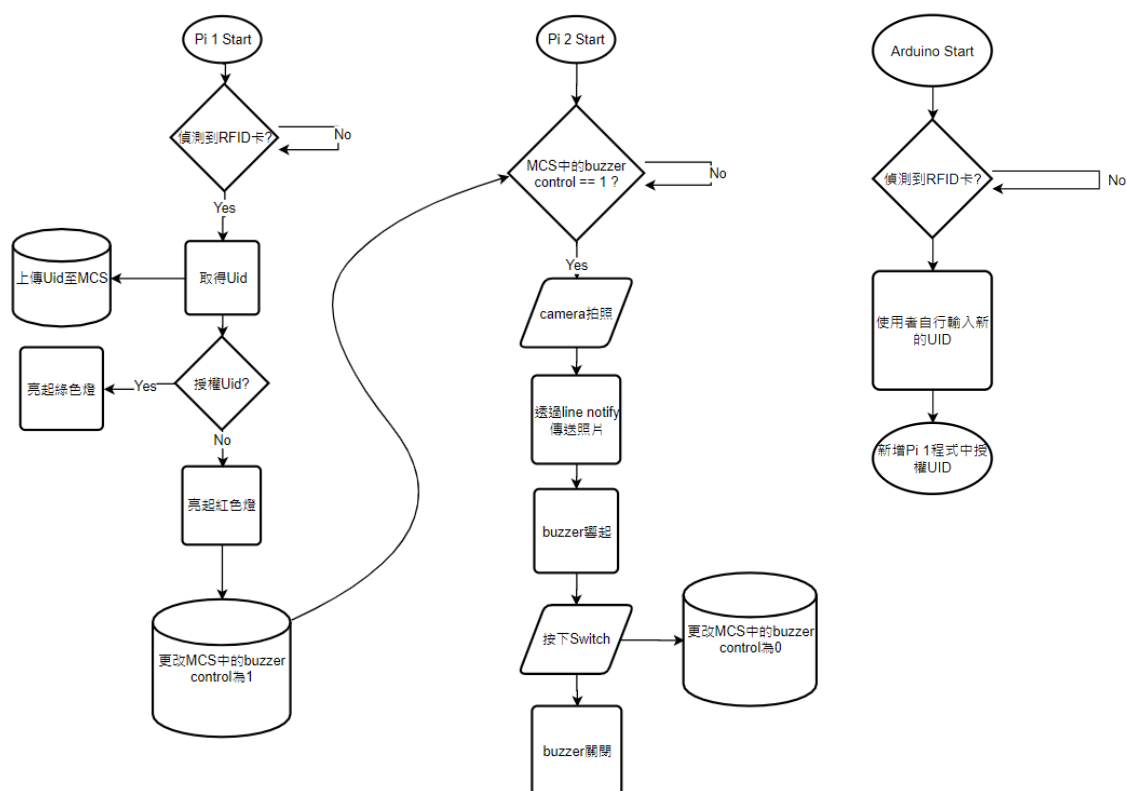 Pi 1 Start
偵測到RFID卡?
No
Yes
取得Uid
上傳Uid至MCS
授權Uid?
Yes
亮起綠色燈
No
亮起紅色燈
更改MCS中的buzzer
control為1
Pi 2 Start
MCS中的buzzer
control == 1 ?
No
Yes
camera拍照
透過line notify
傳送照片
buzzer響起
按下Switch
更改MCS中的buzzer
control為0
buzzer關閉
Arduino Start
偵測到RFID卡?
No
使用者自行輸入新
的UID
新增Pi 1程式中授
權UID